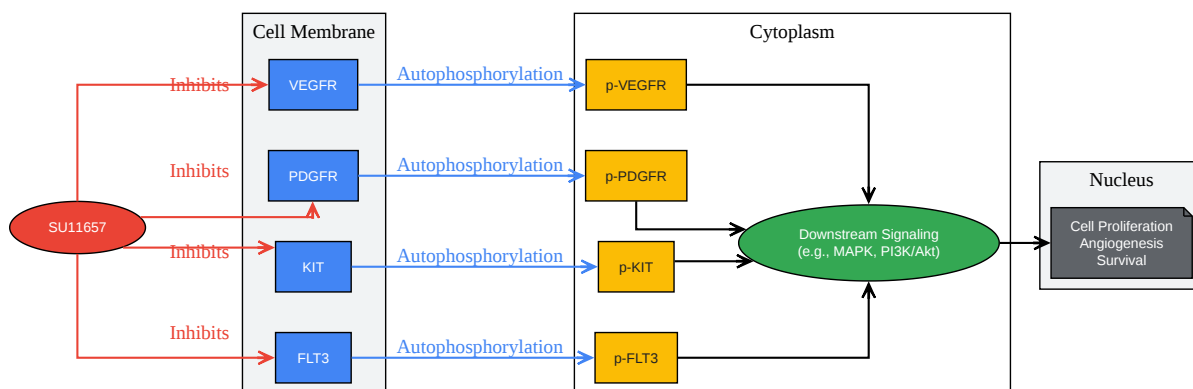 Cell Membrane
Cytoplasm
Inhibits
VEGFR
Autophosphorylation
p-VEGFR
Inhibits
PDGFR
Autophosphorylation
p-PDGFR
Nucleus
SU11657
Downstream Signaling
(e.g., MAPK, PI3K/Akt)
Cell Proliferation
Angiogenesis
Survival
Inhibits
KIT
Autophosphorylation
p-KIT
Inhibits
FLT3
Autophosphorylation
p-FLT3